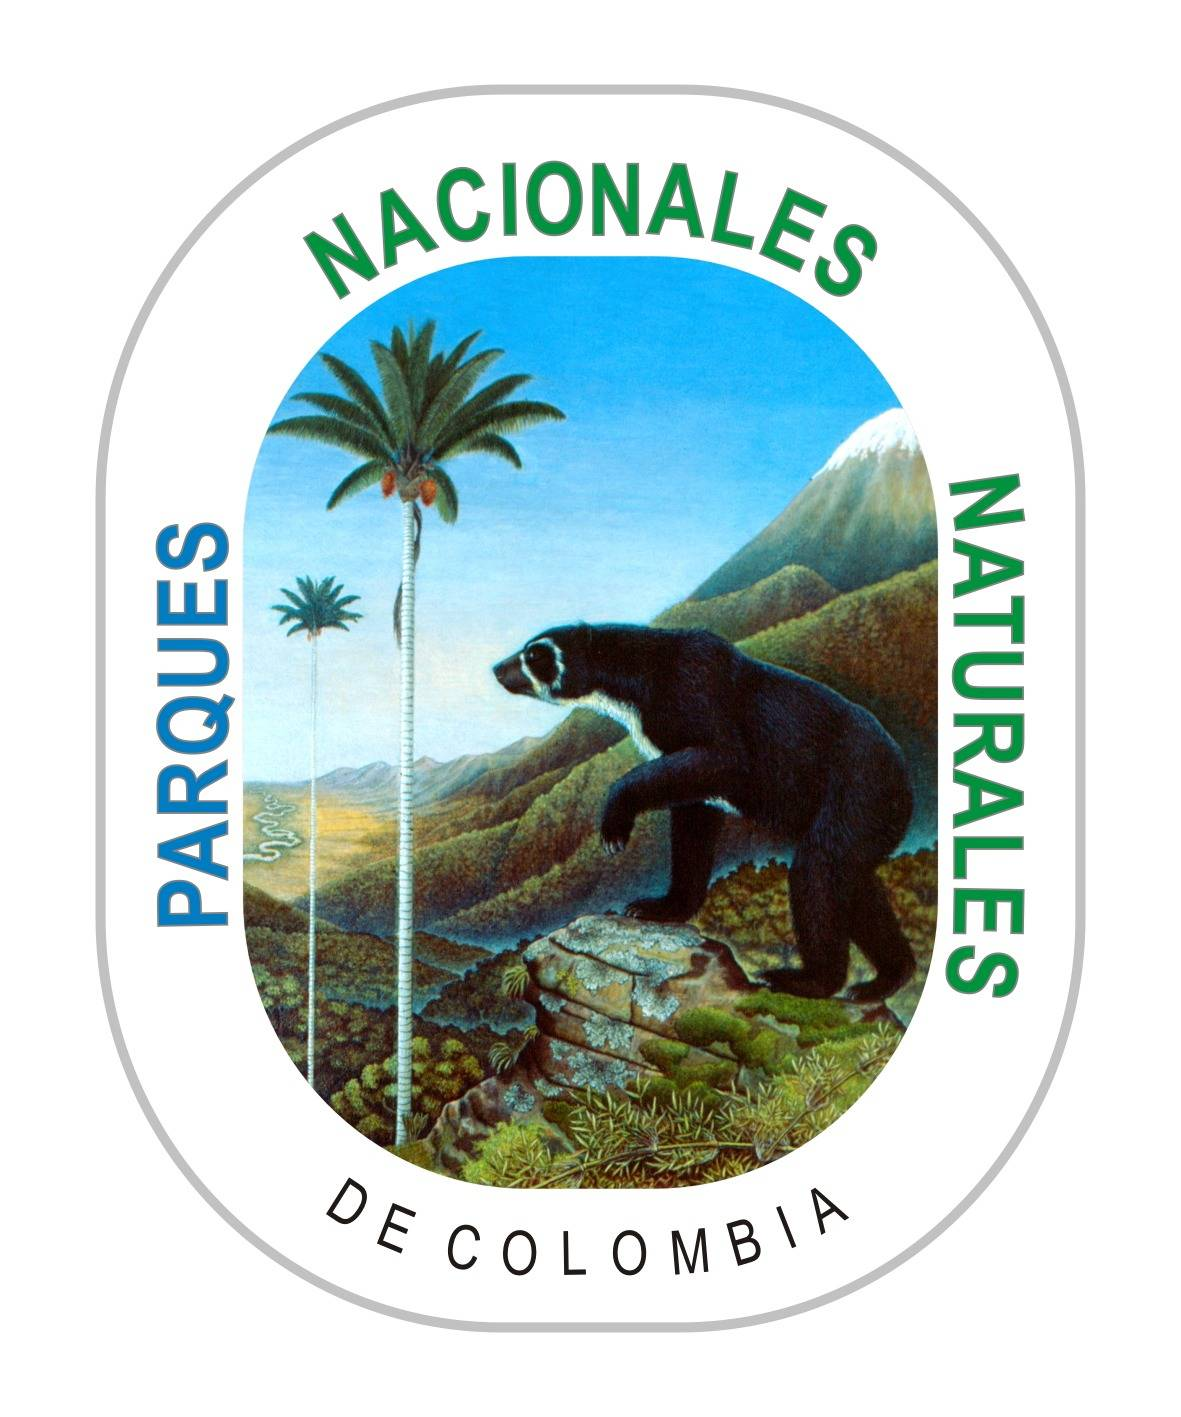 PARQUES
NACIONALES
NATURALES
DE COLOMBIA